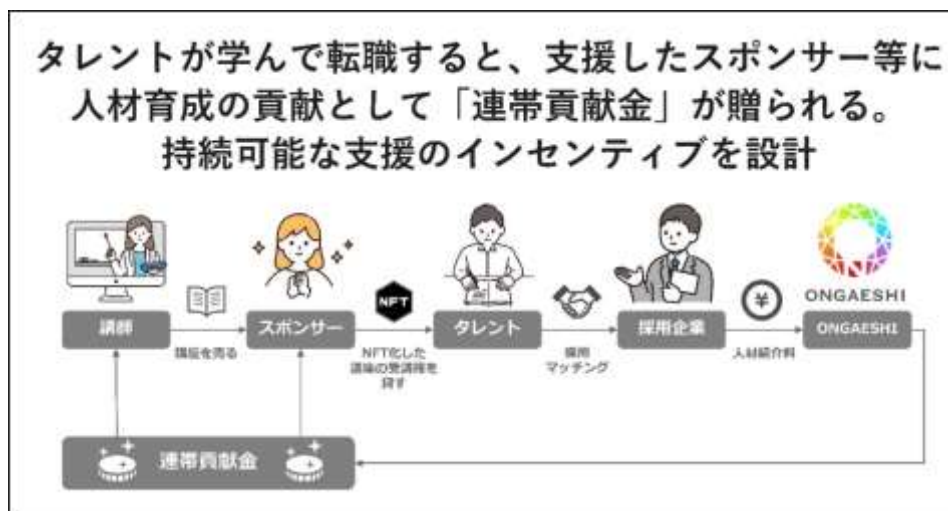 タレントが学んで転職すると、支援したスポンサー等に
人材育成の貢献として「連帯貢献金」が贈られる。
持続可能な支援のインセンティブを設計
NFT
¥
ONGAESHI
講師
スポンサー
タレント
採用企業
ONGAESHI
講座を売る
NFT化した
講座の受講権を
貸す
採用
マッチング
人材紹介料
連帯貢献金